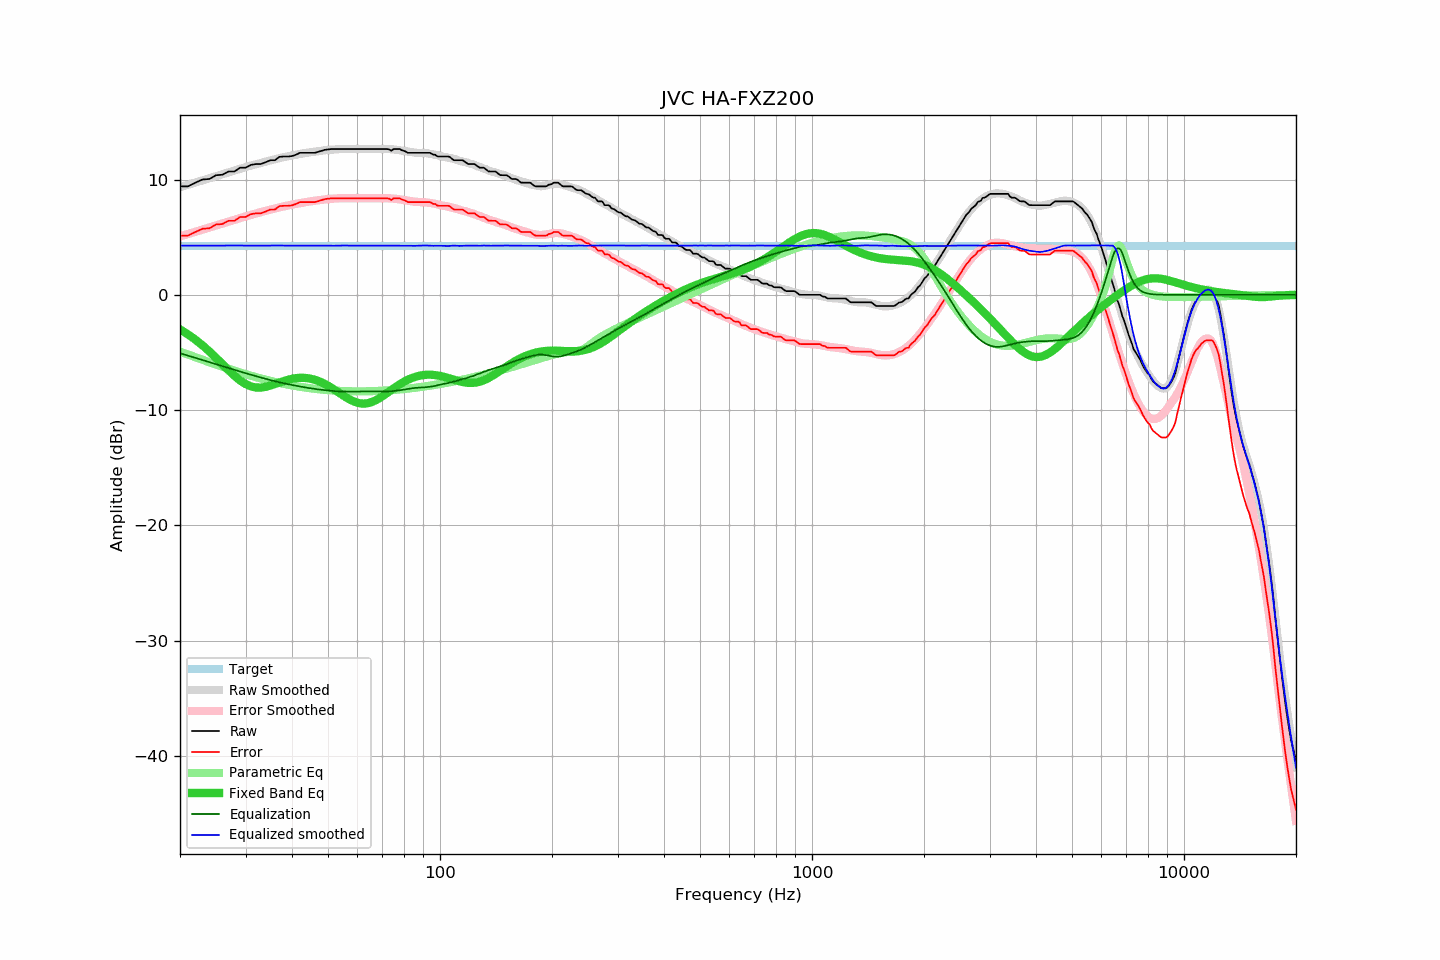 JVC HA-FXZ200
10
0
−10
−20
−30
−40
Amplitude (dBr)
Target
Raw Smoothed
Error Smoothed
Raw
Error
Parametric Eq
Fixed Band Eq
Equalization
Equalized smoothed
100
1000
10000
Frequency (Hz)